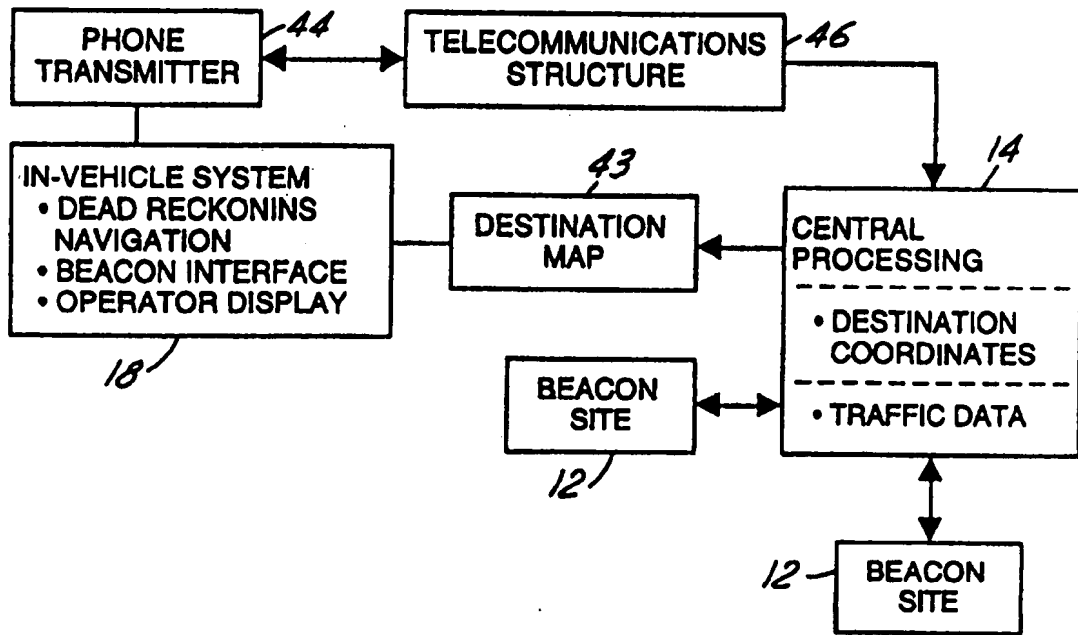 PHONE
TRANSMITTER
44
TELECOMMUNICATIONS
STRUCTURE
46
IN-VEHICLE SYSTEM
• DEAD RECKONINS
NAVIGATION
• BEACON INTERFACE
• OPERATOR DISPLAY
18
43
DESTINATION
MAP
14
CENTRAL
PROCESSING
• DESTINATION
COORDINATES
• TRAFFIC DATA
BEACON
SITE
12
12
BEACON
SITE